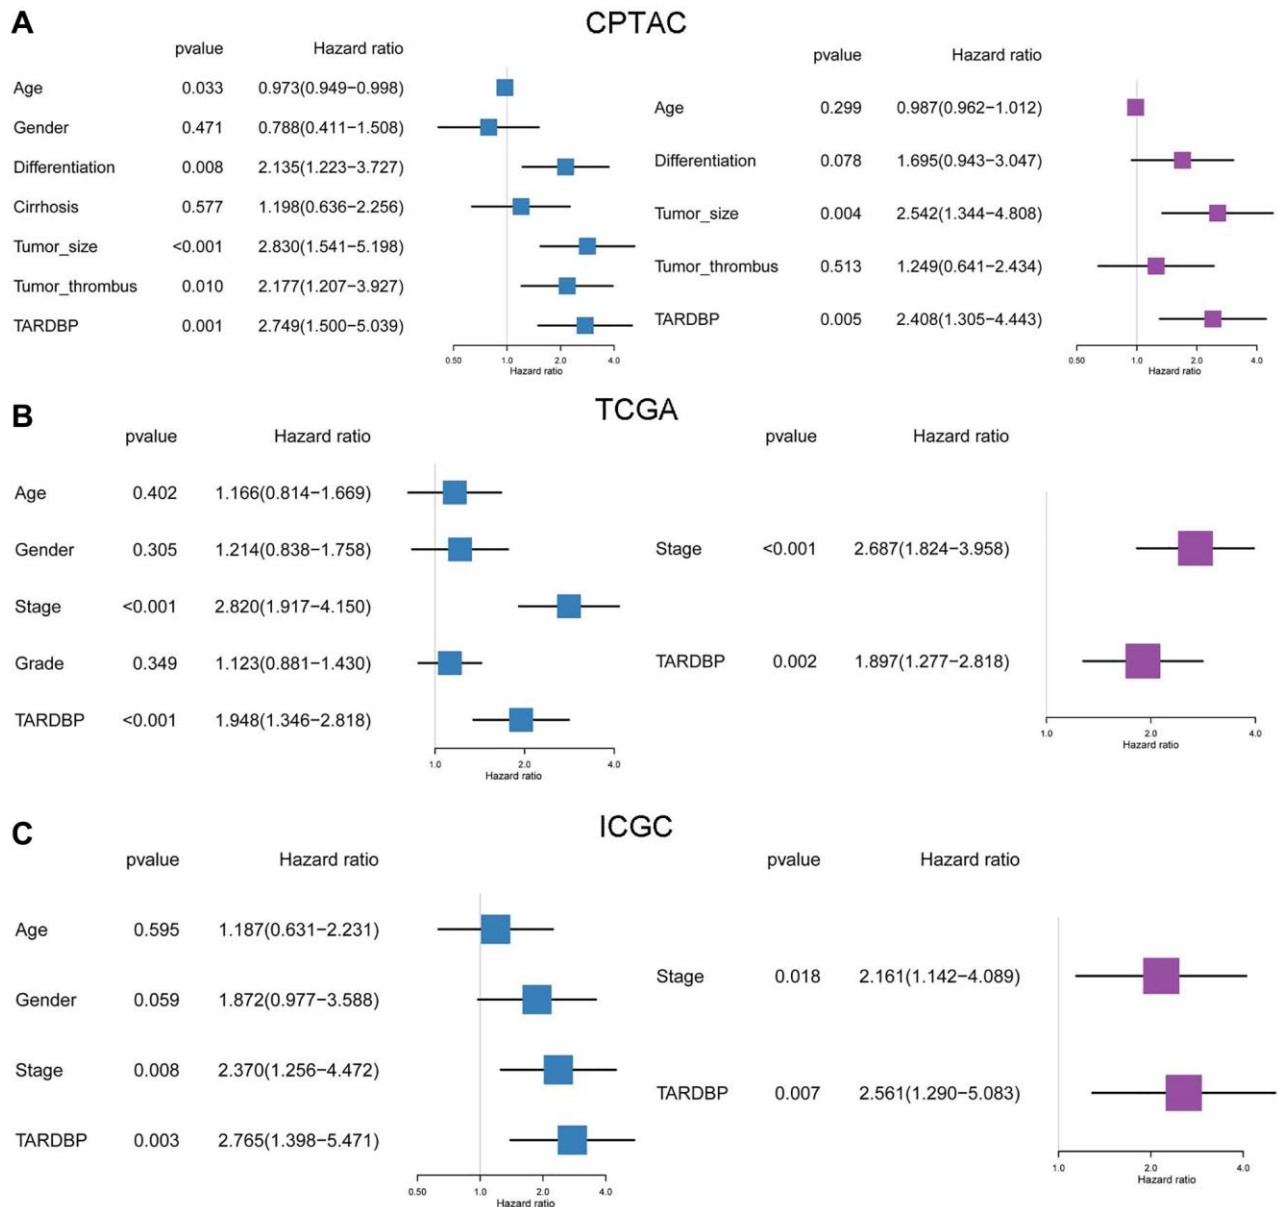 A
CPTAC
pvalue Hazard ratio
Age 0.033 0.973(0.949−0.998)
Gender 0.471 0.788(0.411−1.508)
Differentiation 0.008 2.135(1.223−3.727)
Cirrhosis 0.577 1.198(0.636−2.256)
Tumor_size <0.001 2.830(1.541−5.198)
Tumor_thrombus 0.010 2.177(1.207−3.927)
TARDBP 0.001 2.749(1.500−5.039)
0.50 1.0 2.0 4.0
Hazard ratio
pvalue Hazard ratio
Age 0.299 0.987(0.962−1.012)
Differentiation 0.078 1.695(0.943−3.047)
Tumor_size 0.004 2.542(1.344−4.808)
Tumor_thrombus 0.513 1.249(0.641−2.434)
TARDBP 0.005 2.408(1.305−4.443)
0.50 1.0 2.0 4.0
Hazard ratio
B
TCGA
pvalue Hazard ratio
Age 0.402 1.166(0.814−1.669)
Gender 0.305 1.214(0.838−1.758)
Stage <0.001 2.820(1.917−4.150)
Grade 0.349 1.123(0.881−1.430)
TARDBP <0.001 1.948(1.346−2.818)
1.0 2.0 4.0
Hazard ratio
pvalue Hazard ratio
Stage <0.001 2.687(1.824−3.958)
TARDBP 0.002 1.897(1.277−2.818)
1.0 2.0 4.0
Hazard ratio
C
ICGC
pvalue Hazard ratio
Age 0.595 1.187(0.631−2.231)
Gender 0.059 1.872(0.977−3.588)
Stage 0.008 2.370(1.256−4.472)
TARDBP 0.003 2.765(1.398−5.471)
0.50 1.0 2.0 4.0
Hazard ratio
pvalue Hazard ratio
Stage 0.018 2.161(1.142−4.089)
TARDBP 0.007 2.561(1.290−5.083)
1.0 2.0 4.0
Hazard ratio